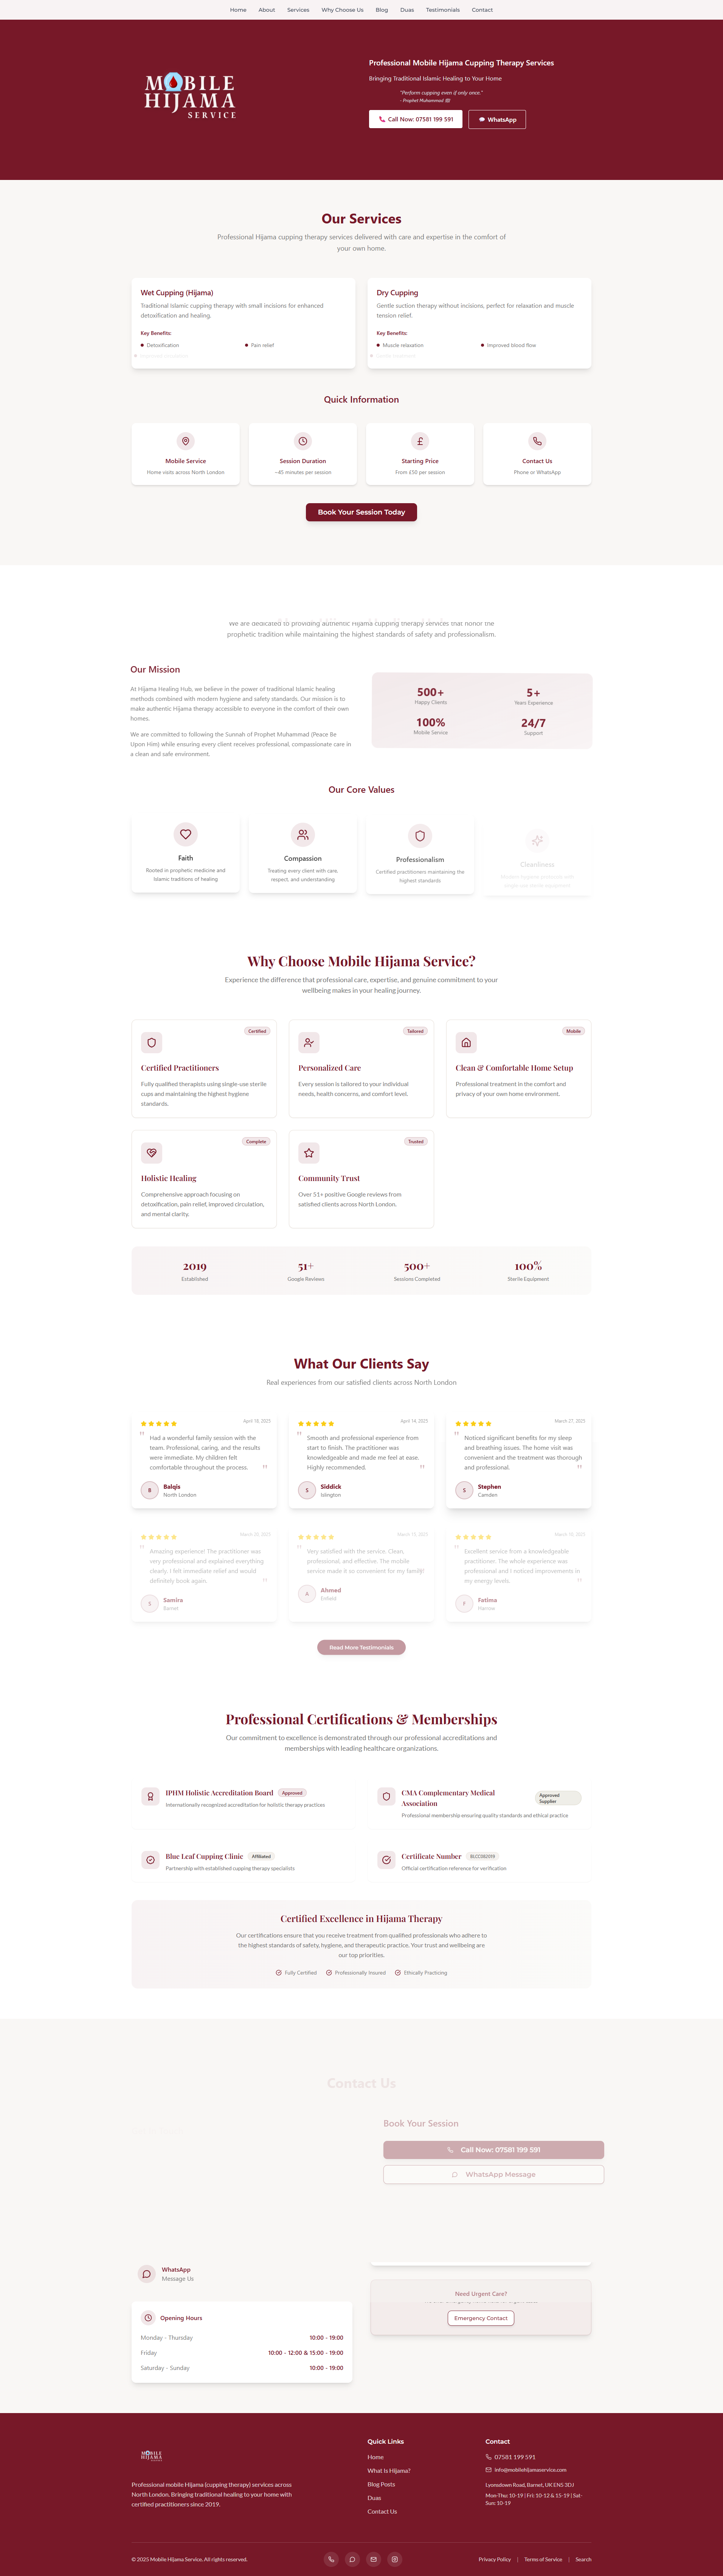 Home About Services Why Choose Us Blog Duas Testimonials Contact
MOBILE
HIJAMA
SERVICE
Professional Mobile Hijama Cupping Therapy Services
Bringing Traditional Islamic Healing to Your Home
"Perform cupping even if only once."
- Prophet Muhammad ﷺ
Call Now: 07581 199 591
WhatsApp
Our Services
Professional Hijama cupping therapy services delivered with care and expertise in the comfort of
your own home.
Wet Cupping (Hijama)
Traditional Islamic cupping therapy with small incisions for enhanced
detoxification and healing.
Key Benefits:
Detoxification Pain relief
Dry Cupping
Gentle suction therapy without incisions, perfect for relaxation and muscle
tension relief.
Key Benefits:
Muscle relaxation Improved blood flow
Quick Information
Mobile Service
Home visits across North London
Session Duration
~45 minutes per session
Starting Price
From £50 per session
Contact Us
Phone or WhatsApp
Book Your Session Today
We are dedicated to providing authentic Hijama cupping therapy services that honor the
prophetic tradition while maintaining the highest standards of safety and professionalism.
Our Mission
At Hijama Healing Hub, we believe in the power of traditional Islamic healing
methods combined with modern hygiene and safety standards. Our mission is to
make authentic Hijama therapy accessible to everyone in the comfort of their own
homes.
We are committed to following the Sunnah of Prophet Muhammad (Peace Be
Upon Him) while ensuring every client receives professional, compassionate care in
a clean and safe environment.
500+
Happy Clients
5+
Years Experience
100%
Mobile Service
24/7
Support
Our Core Values
Faith
Rooted in prophetic medicine and
Islamic traditions of healing
Compassion
Treating every client with care,
respect, and understanding
Professionalism
Certified practitioners maintaining the
highest standards
Cleanliness
Why Choose Mobile Hijama Service?
Experience the difference that professional care, expertise, and genuine commitment to your
wellbeing makes in your healing journey.
Certified
Certified Practitioners
Fully qualified therapists using single-use sterile
cups and maintaining the highest hygiene
standards.
Tailored
Personalized Care
Every session is tailored to your individual
needs, health concerns, and comfort level.
Mobile
Clean & Comfortable Home Setup
Professional treatment in the comfort and
privacy of your own home environment.
Complete
Holistic Healing
Comprehensive approach focusing on
detoxification, pain relief, improved circulation,
and mental clarity.
Trusted
Community Trust
Over 51+ positive Google reviews from
satisfied clients across North London.
2019
Established
51+
Google Reviews
500+
Sessions Completed
100%
Sterile Equipment
What Our Clients Say
Real experiences from our satisfied clients across North London
April 10, 2025
Had a wonderful family session with the
team. Professional, caring, and the results
were immediate. My children felt
comfortable throughout the process.
B
Balqis
North London
April 14, 2025
Smooth and professional experience from
start to finish. The practitioner was
knowledgeable and made me feel at ease.
Highly recommended.
S
Siddick
Islington
March 27, 2025
Noticed significant benefits for my sleep
and breathing issues. The home visit was
convenient and the treatment was thorough
and professional.
S
Stephen
Camden
March 20, 2025
Amazing experience! The practitioner was
very professional and explained everything
clearly. I felt immediate relief and would
definitely book again.
S
Samira
Barnet
Very satisfied with the service. Clean,
professional, and effective. The mobile
service made it so convenient for my family!
A
Ahmed
Enfield
Excellent service from a knowledgeable
practitioner. The whole experience was
professional and I noticed improvements in
my energy levels.
F
Fatima
Harrow
Read More Testimonials
Professional Certifications & Memberships
Our commitment to excellence is demonstrated through our professional accreditations and
memberships with leading healthcare organizations.
IPHM Holistic Accreditation Board Approved
Internationally recognized accreditation for holistic therapy practices
CMA Complementary Medical
Association
Approved
Supplier
Professional membership ensuring quality standards and ethical practice
Blue Leaf Cupping Clinic Affiliated
Partnership with established cupping therapy specialists
Certificate Number
Official certification reference for verification
Certified Excellence in Hijama Therapy
Our certifications ensure that you receive treatment from qualified professionals who adhere to
the highest standards of safety, hygiene, and therapeutic practice. Your trust and wellbeing are
our top priorities.
Fully Certified Professionally Insured Ethically Practicing
Contact Us
Book Your Session
Call Now: 07581 199 591
WhatsApp Message
WhatsApp
Message Us
Need Urgent Care?
Emergency Contact
Opening Hours
Monday - Thursday 10:00 - 19:00
Friday 10:00 - 12:00 & 15:00 - 19:00
Saturday - Sunday 10:00 - 19:00
MOBILE
HIJAMA
Professional mobile Hijama (cupping therapy) services across
North London. Bringing traditional healing to your home with
certified practitioners since 2019.
Quick Links
Home
What is Hijama?
Blog Posts
Duas
Contact Us
Contact
07581 199 591
info@mobilehijamaservice.com
Lyonsdown Road, Barnet, UK EN5 3DJ
Mon-Thu: 10-19 | Fri: 10-12 & 15-19 | Sat-
Sun: 10-19
© 2025 Mobile Hijama Service. All rights reserved.
Privacy Policy | Terms of Service | Search